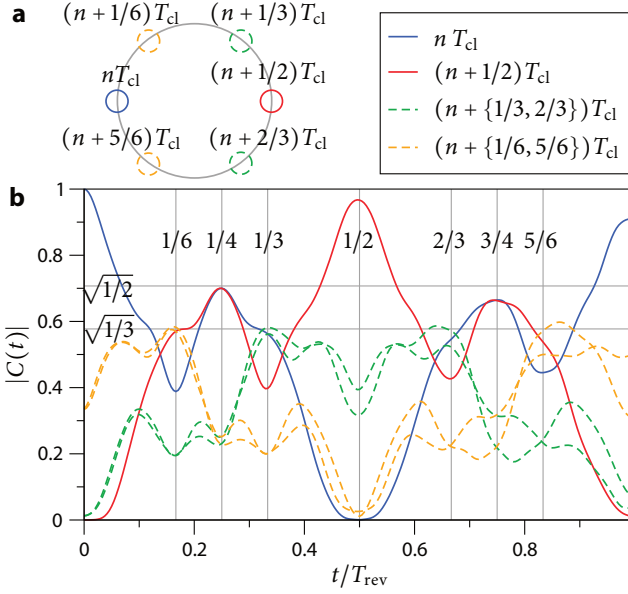 a
(n + 1/6) T_cl
(n + 1/3) T_cl
nT_cl
(n + 1/2) T_cl
(n + 5/6) T_cl
(n + 2/3) T_cl
n T_cl
(n + 1/2) T_cl
(n + {1/3, 2/3}) T_cl
(n + {1/6, 5/6}) T_cl
b
1
0.8
0.6
0.4
0.2
0
|C(t)|
√1/2
√1/3
1/6 1/4 1/3 1/2 2/3 3/4 5/6
0 0.2 0.4 0.6 0.8
t/T_rev